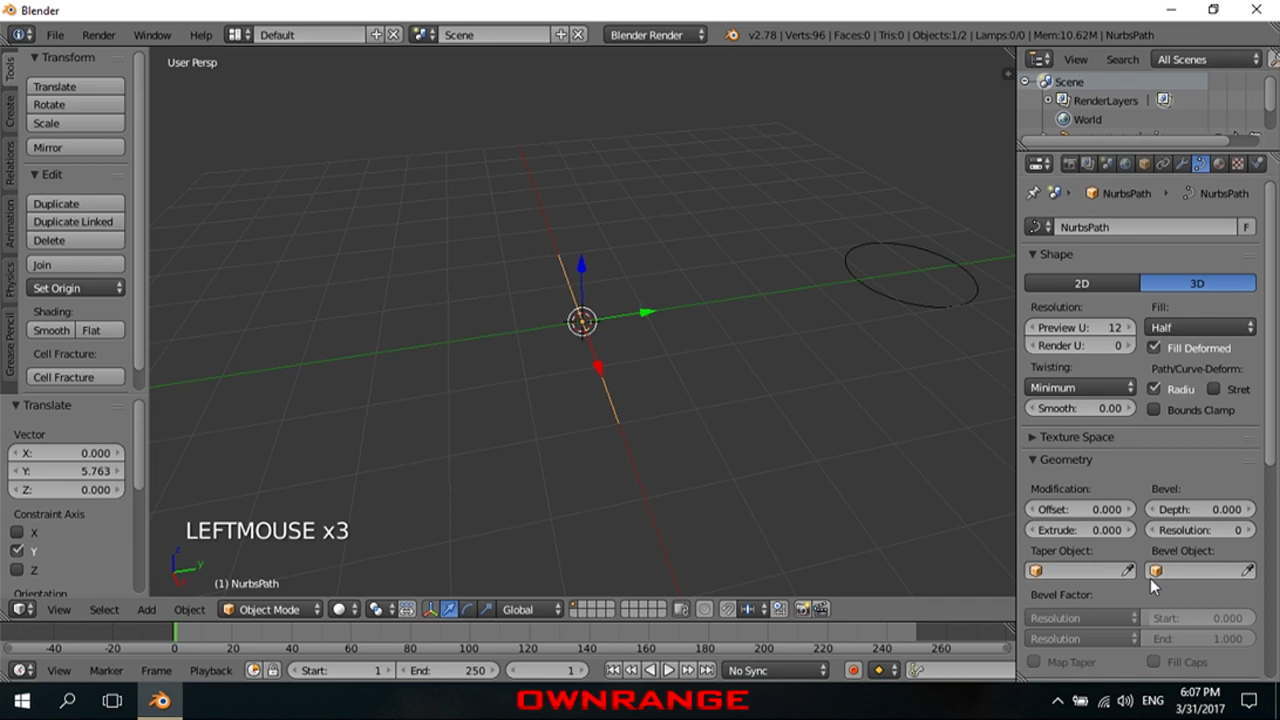 Blender
File Render Window Help Default Scene Blender Render v2.78 | Verts:96 | Faces:0 | Tris:0 | Objects:1/2 | Lamps:0/0 | Mem:10.62M | NurbsPath
Tools
Create
Relations
Animation
Physics
Grease Pencil
Transform
Translate
Rotate
Scale
Mirror
Edit
Duplicate
Duplicate Linked
Delete
Join
Set Origin
Shading:
Smooth Flat
Cell Fracture:
Cell Fracture
Translate
Vector
X: 0.000
Y: 5.763
Z: 0.000
Constraint Axis
X
Y
Z
Orientation
User Persp
LEFTMOUSE x3
z
y
(1) NurbsPath
View Select Add Object Object Mode Global
-40 -20 0 20 40 60 80 100 120 140 160 180 200 220 240 260
View Marker Frame Playback Start: 1 End: 250 1 No Sync
View Search All Scenes
Scene
RenderLayers
World
NurbsPath NurbsPath
NurbsPath F
Shape
2D 3D
Resolution: Fill:
Preview U: 12 Half
Render U: 0 Fill Deformed
Twisting: Path/Curve-Deform:
Minimum Radiu Stret
Smooth: 0.00 Bounds Clamp
Texture Space
Geometry
Modification: Bevel:
Offset: 0.000 Depth: 0.000
Extrude: 0.000 Resolution: 0
Taper Object: Bevel Object:
Bevel Factor:
Resolution Start: 0.000
Resolution End: 1.000
Map Taper Fill Caps
OWNRANGE
ENG
6:07 PM
3/31/2017